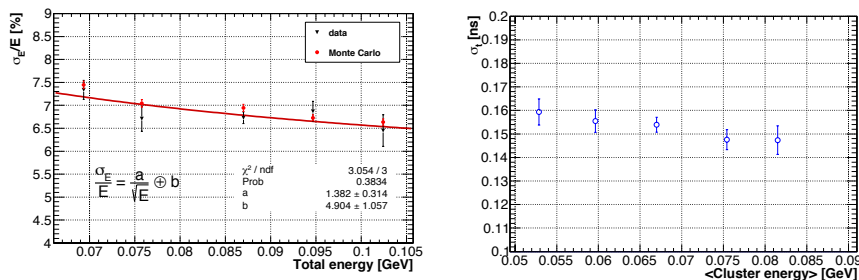 σ_E/E [%]
9
8.5
8
7.5
7
6.5
6
5.5
5
4.5
4
data
Monte Carlo
σ_E/E = a/√E ⊕ b
χ² / ndf 3.054 / 3
Prob 0.3834
a 1.382 ± 0.314
b 4.904 ± 1.057
0.07 0.075 0.08 0.085 0.09 0.095 0.1 0.105
Total energy [GeV]
σ_t [ns]
0.2
0.19
0.18
0.17
0.16
0.15
0.14
0.13
0.12
0.11
0.1
0.05 0.055 0.06 0.065 0.07 0.075 0.08 0.085 0.09
<Cluster energy> [GeV]